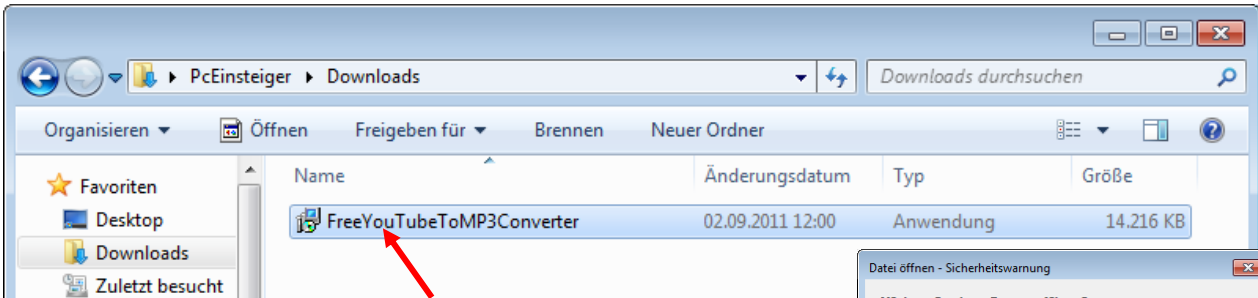 PcEinsteiger Downloads Downloads durchsuchen
Organisieren Öffnen Freigeben für Brennen Neuer Ordner
Favoriten
Desktop
Downloads
Zuletzt besucht
Name Änderungsdatum Typ Größe
FreeYouTubeToMP3Converter 02.09.2011 12:00 Anwendung 14.216 KB
Datei öffnen - Sicherheitswarnung